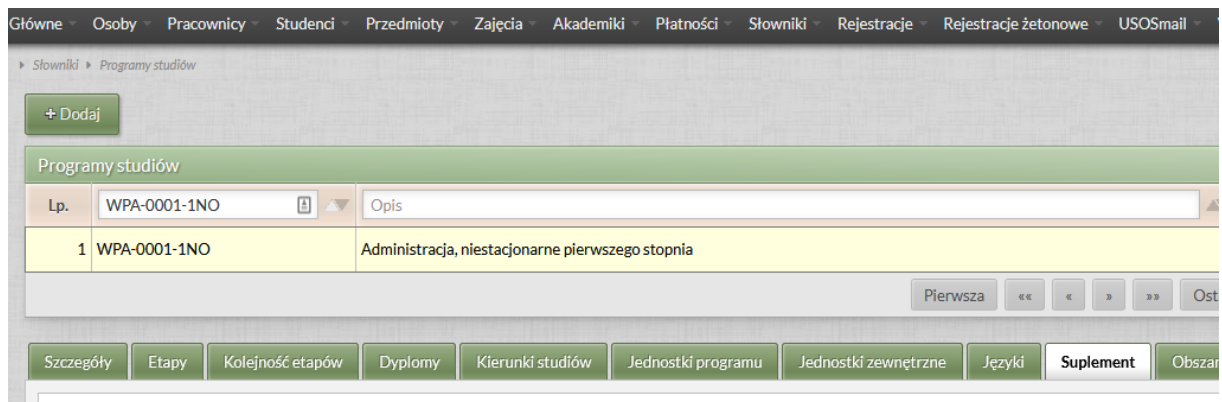 Główne Osoby Pracownicy Studenci Przedmioty Zajęcia Akademiki Płatności Słowniki Rejestracje Rejestracje żetonowe USOSmail
Słowniki Programy studiów
+ Dodaj
Programy studiów
Lp. WPA-0001-1NO Opis
1 WPA-0001-1NO Administracja, niestacjonarne pierwszego stopnia
Pierwsza «« « » »» Ost
Szczegóły Etapy Kolejność etapów Dyplomy Kierunki studiów Jednostki programu Jednostki zewnętrzne Języki Suplement Obszar